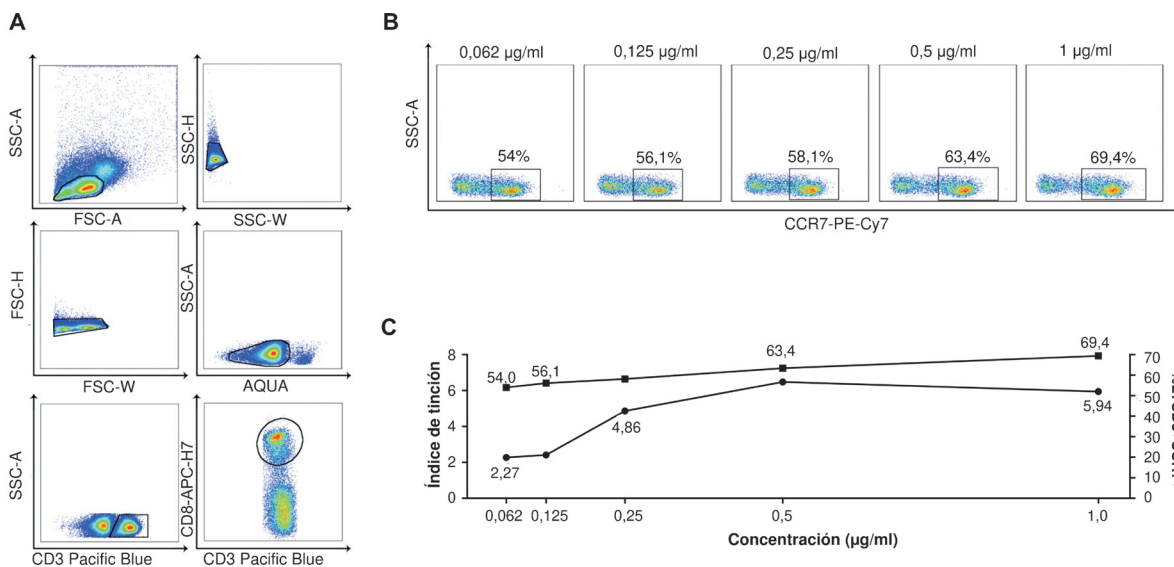 A
SSC-A
FSC-A
SSC-H
SSC-W
FSC-H
FSC-W
SSC-A
AQUA
SSC-A
CD3 Pacific Blue
CD8-APC-H7
CD3 Pacific Blue
B
0,062 µg/ml
0,125 µg/ml
0,25 µg/ml
0,5 µg/ml
1 µg/ml
SSC-A
54%
56,1%
58,1%
63,4%
69,4%
CCR7-PE-Cy7
C
Índice de tinción
8
6
4
2
0
54,0
56,1
63,4
69,4
2,27
4,86
5,94
70
60
50
40
30
20
10
0
0,062
0,125
0,25
0,5
1,0
Concentración (µg/ml)